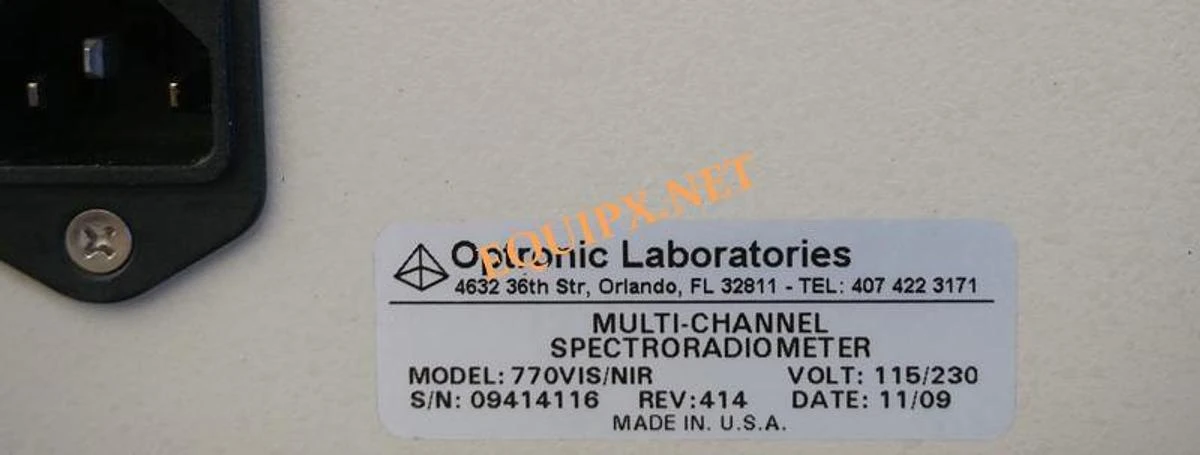 EQUIPX.NET
Optronic Laboratories
4632 36th Str, Orlando, FL 32811 - TEL: 407 422 3171
MULTI-CHANNEL
SPECTRORADIOMETER
MODEL: 770VIS/NIR VOLT: 115/230
S/N: 09414116 REV:414 DATE: 11/09
MADE IN. U.S.A.